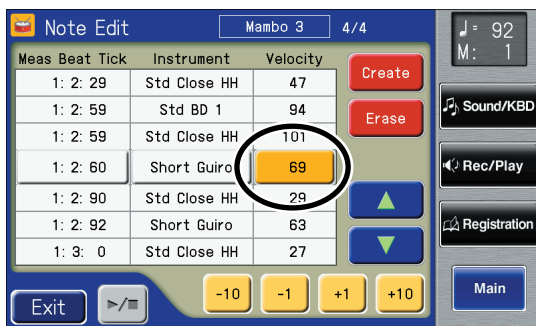 Note Edit Mambo 3 4/4 ♩= 92
M: 1
Meas Beat Tick Instrument Velocity
1: 2: 29 Std Close HH 47
1: 2: 59 Std BD 1 94
1: 2: 59 Std Close HH 101
1: 2: 60 Short Guiro 69
1: 2: 90 Std Close HH 29
1: 2: 92 Short Guiro 63
1: 3: 0 Std Close HH 27
Create
Erase
Sound/KBD
Rec/Play
Registration
Main
Exit -10 -1 +1 +10